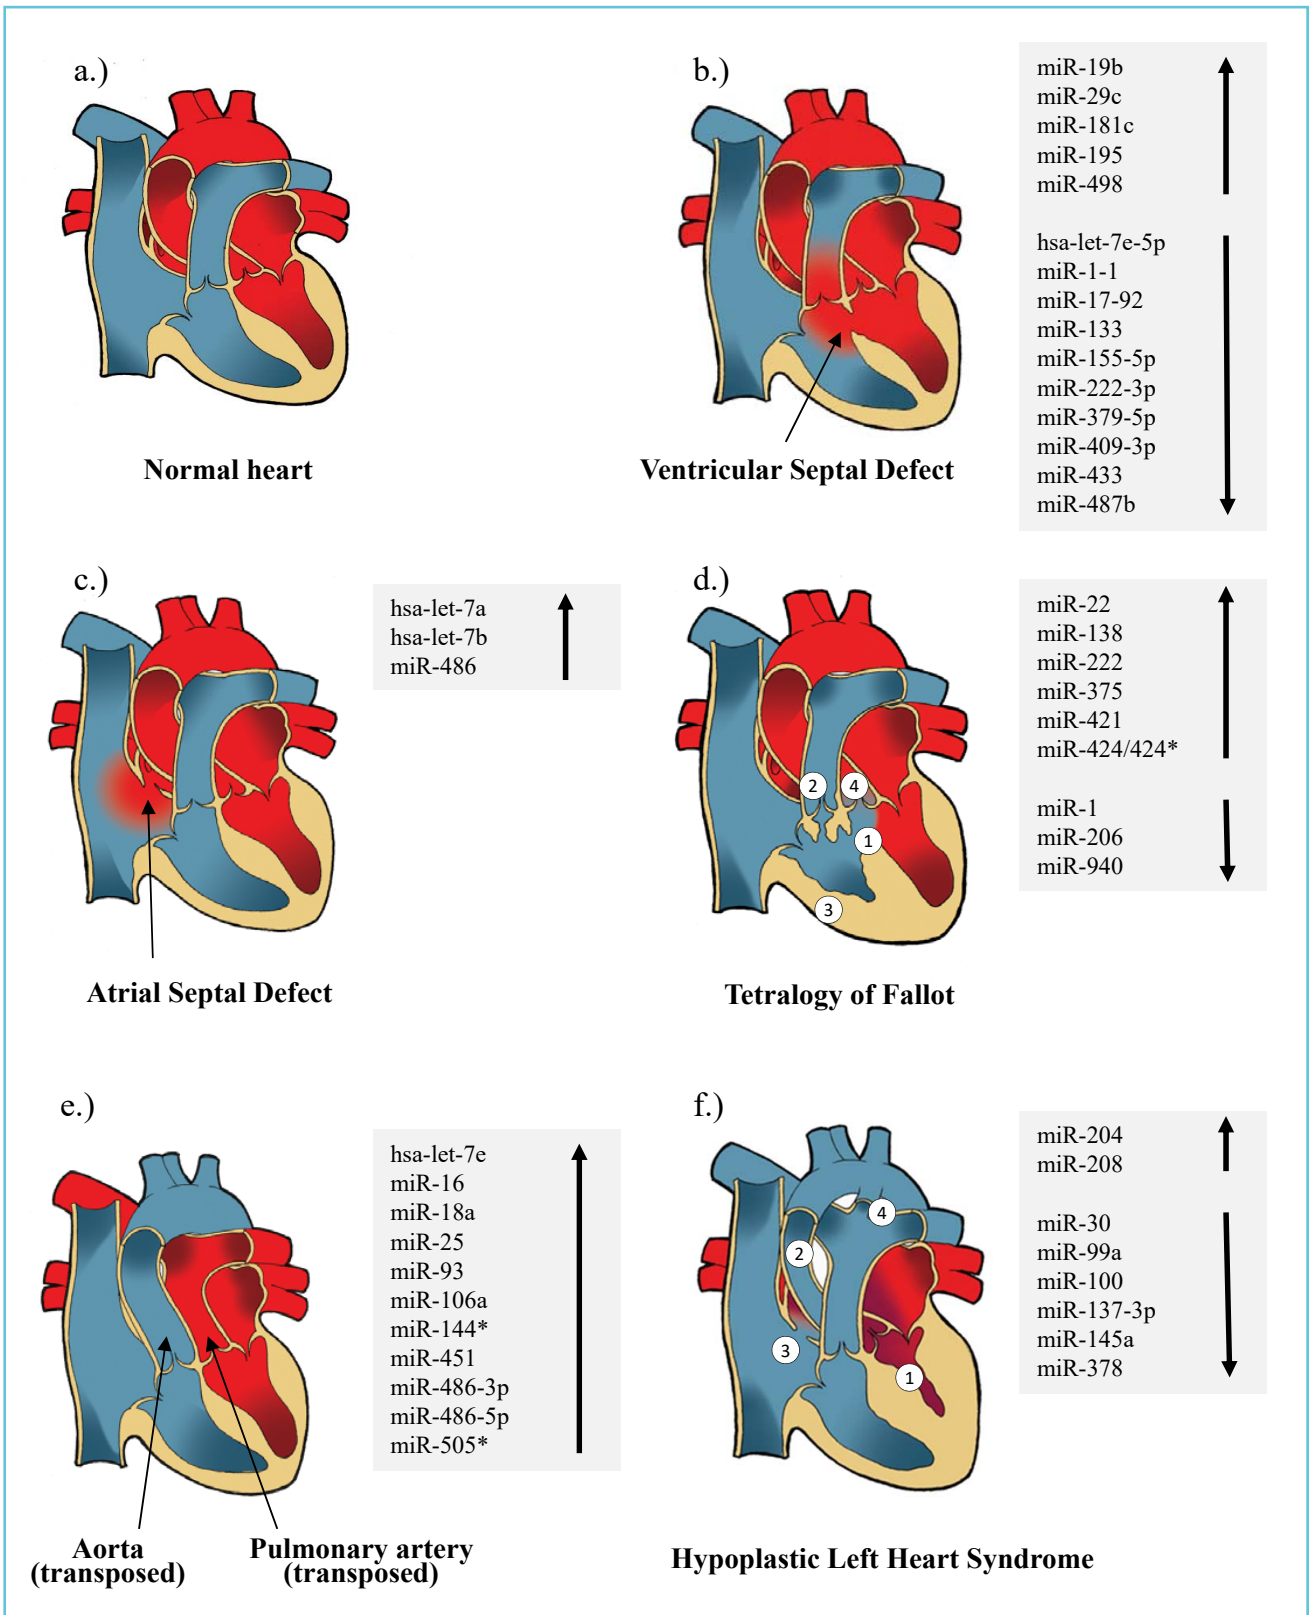 a.)
Normal heart
b.)
Ventricular Septal Defect
miR-19b
miR-29c
miR-181c
miR-195
miR-498
hsa-let-7e-5p
miR-1-1
miR-17-92
miR-133
miR-155-5p
miR-222-3p
miR-379-5p
miR-409-3p
miR-433
miR-487b
c.)
hsa-let-7a
hsa-let-7b
miR-486
Atrial Septal Defect
d.)
2
4
1
3
Tetralogy of Fallot
miR-22
miR-138
miR-222
miR-375
miR-421
miR-424/424*
miR-1
miR-206
miR-940
e.)
hsa-let-7e
miR-16
miR-18a
miR-25
miR-93
miR-106a
miR-144*
miR-451
miR-486-3p
miR-486-5p
miR-505*
Aorta
(transposed)
Pulmonary artery
(transposed)
f.)
4
2
3
1
Hypoplastic Left Heart Syndrome
miR-204
miR-208
miR-30
miR-99a
miR-100
miR-137-3p
miR-145a
miR-378